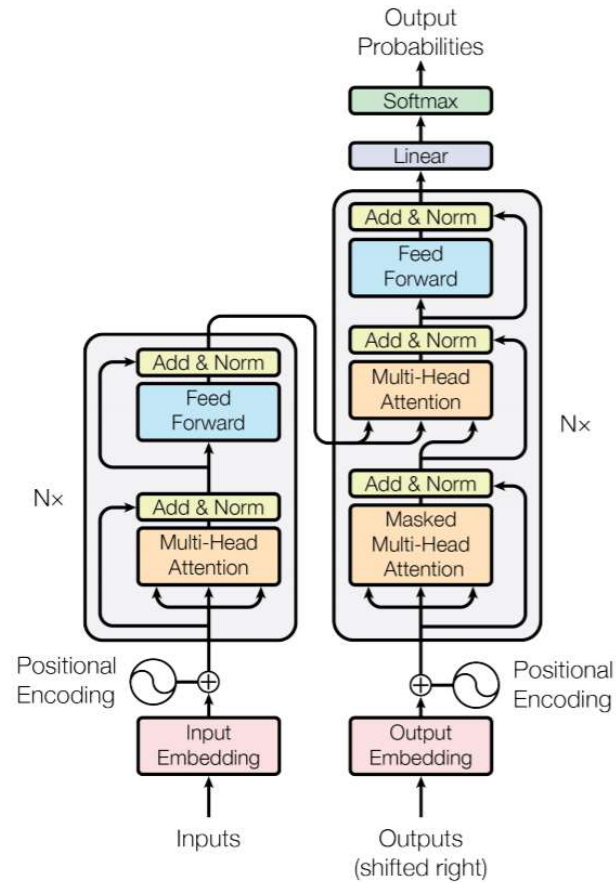 Output
Probabilities
Softmax
Linear
Add & Norm
Feed
Forward
Add & Norm
Multi-Head
Attention
Add & Norm
Feed
Forward
N×
Add & Norm
Multi-Head
Attention
N×
Add & Norm
Masked
Multi-Head
Attention
Positional
Encoding
Positional
Encoding
Input
Embedding
Output
Embedding
Inputs
Outputs
(shifted right)